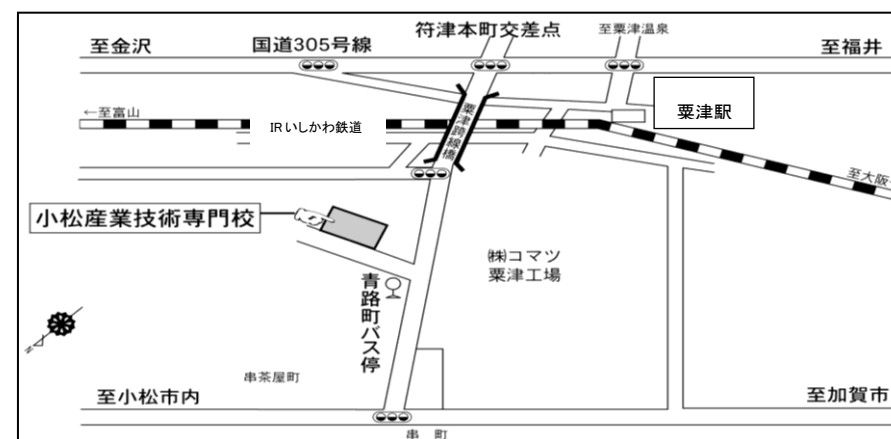 符津本町交差点
至金沢
国道305号線
至粟津温泉
至福井
←至富山
IRいしかわ鉄道
粟津跨線橋
粟津駅
至大阪
小松産業技術専門校
㈱コマツ
粟津工場
青路町バス停
N
串茶屋町
至小松市内
至加賀市
串 町